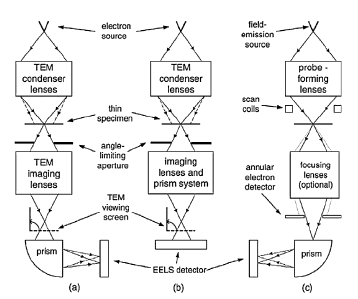 electron
source
field-
emission
source
TEM
condenser
lenses
TEM
condenser
lenses
probe -
forming
lenses
scan
coils
thin
specimen
angle-
limiting
aperture
TEM
imaging
lenses
imaging
lenses and
prism system
focusing
lenses
(optional)
annular
electron
detector
TEM
viewing
screen
prism
prism
EELS detector
(a)
(b)
(c)